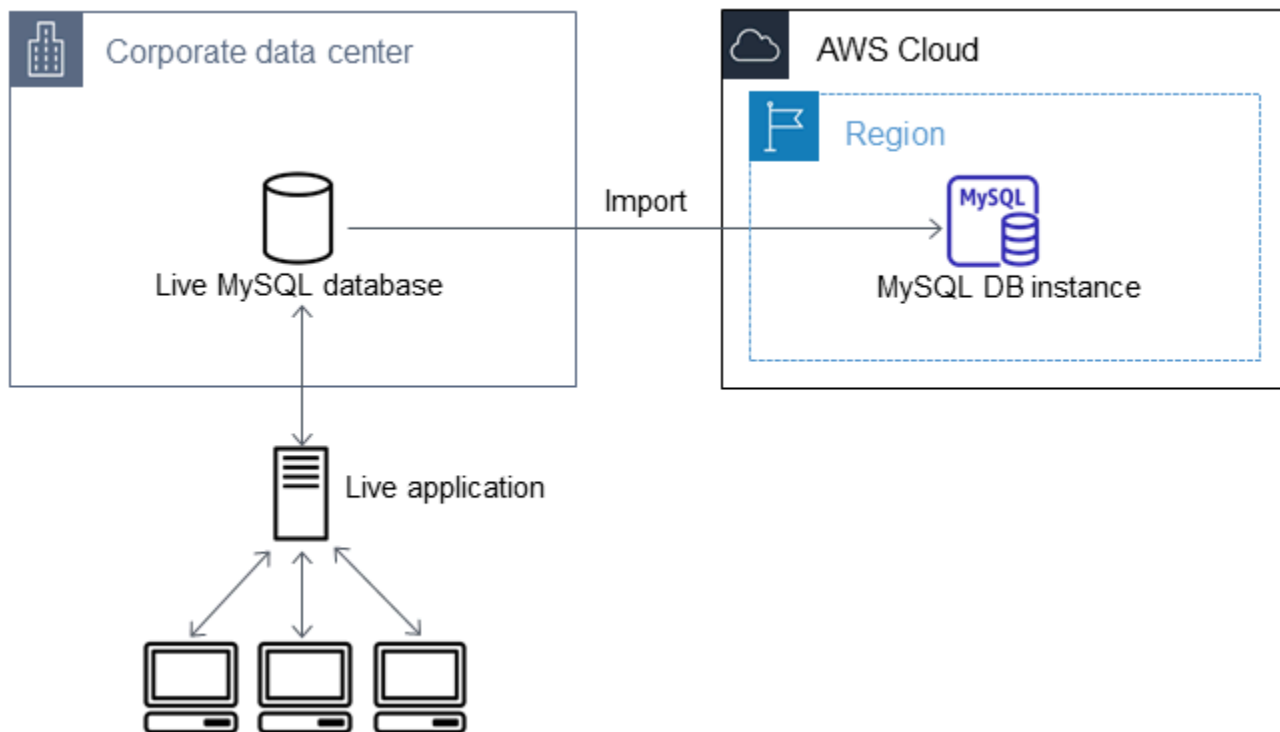 Corporate data center
AWS Cloud
Region
Import
MySQL
Live MySQL database
MySQL DB instance
Live application